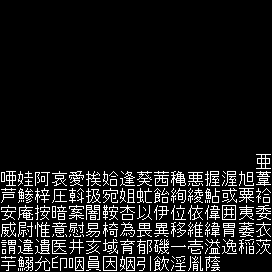 亜
唖娃阿哀愛挨姶逢葵茜穐悪握渥旭葦
芦鯵梓圧斡扱宛姐虻飴絢綾鮎或粟袷
安庵按暗案闇鞍杏以伊位依偉囲夷委
威尉惟意慰易椅為畏異移維緯胃萎衣
謂違遺医井亥域育郁磯一壱溢逸稲茨
芋鰯允印咽員因姻引飲淫胤蔭